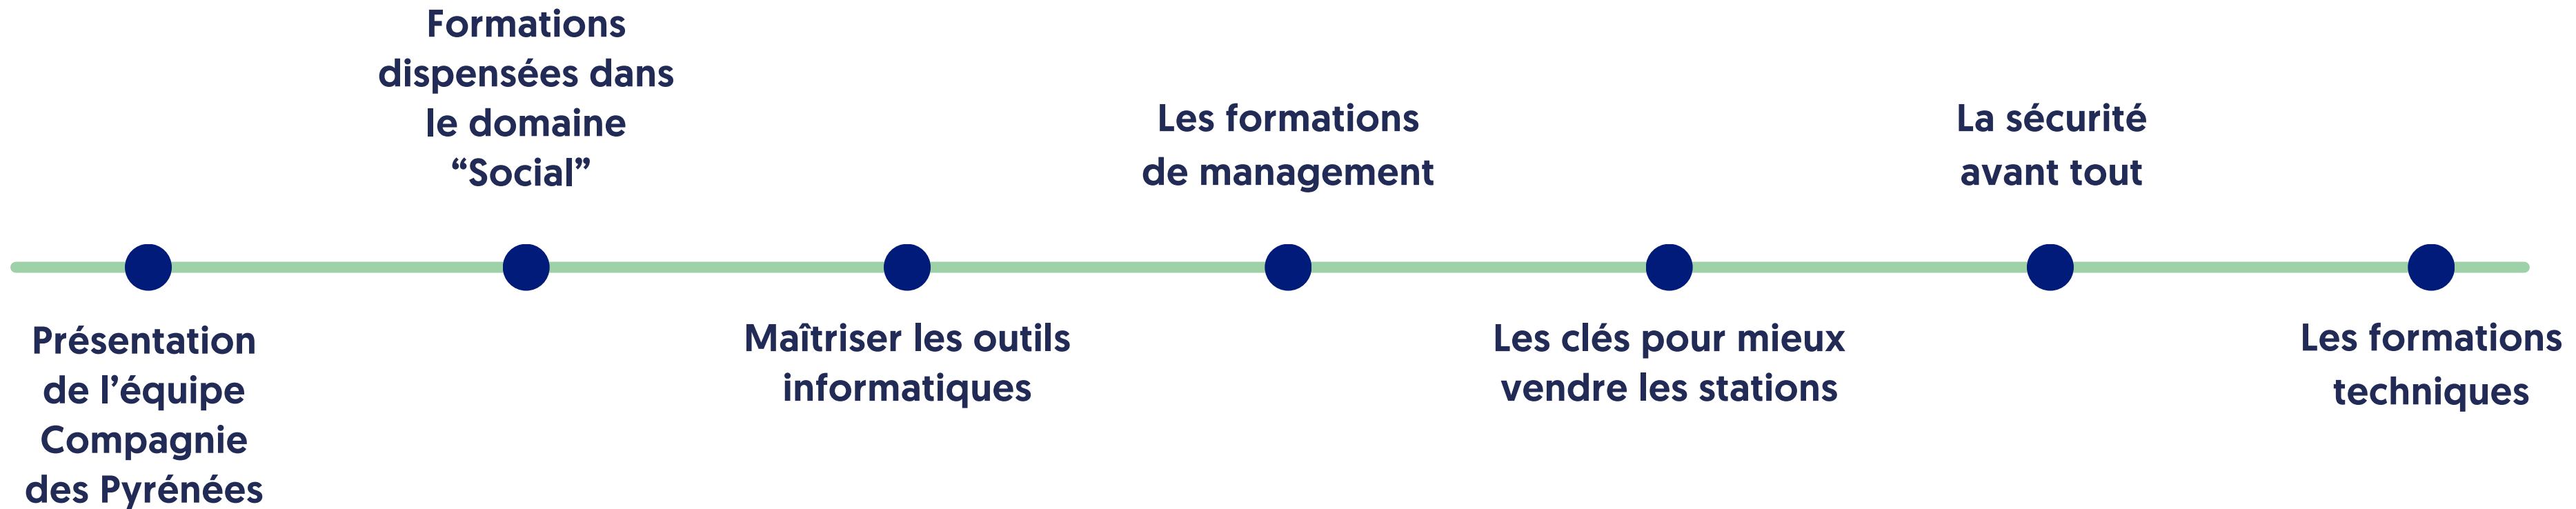 Présentation
de l’équipe
Compagnie
des Pyrénées
Formations
dispensées dans
le domaine
“Social”
Maîtriser les outils
informatiques
Les formations
de management
Les clés pour mieux
vendre les stations
La sécurité
avant tout
Les formations
techniques